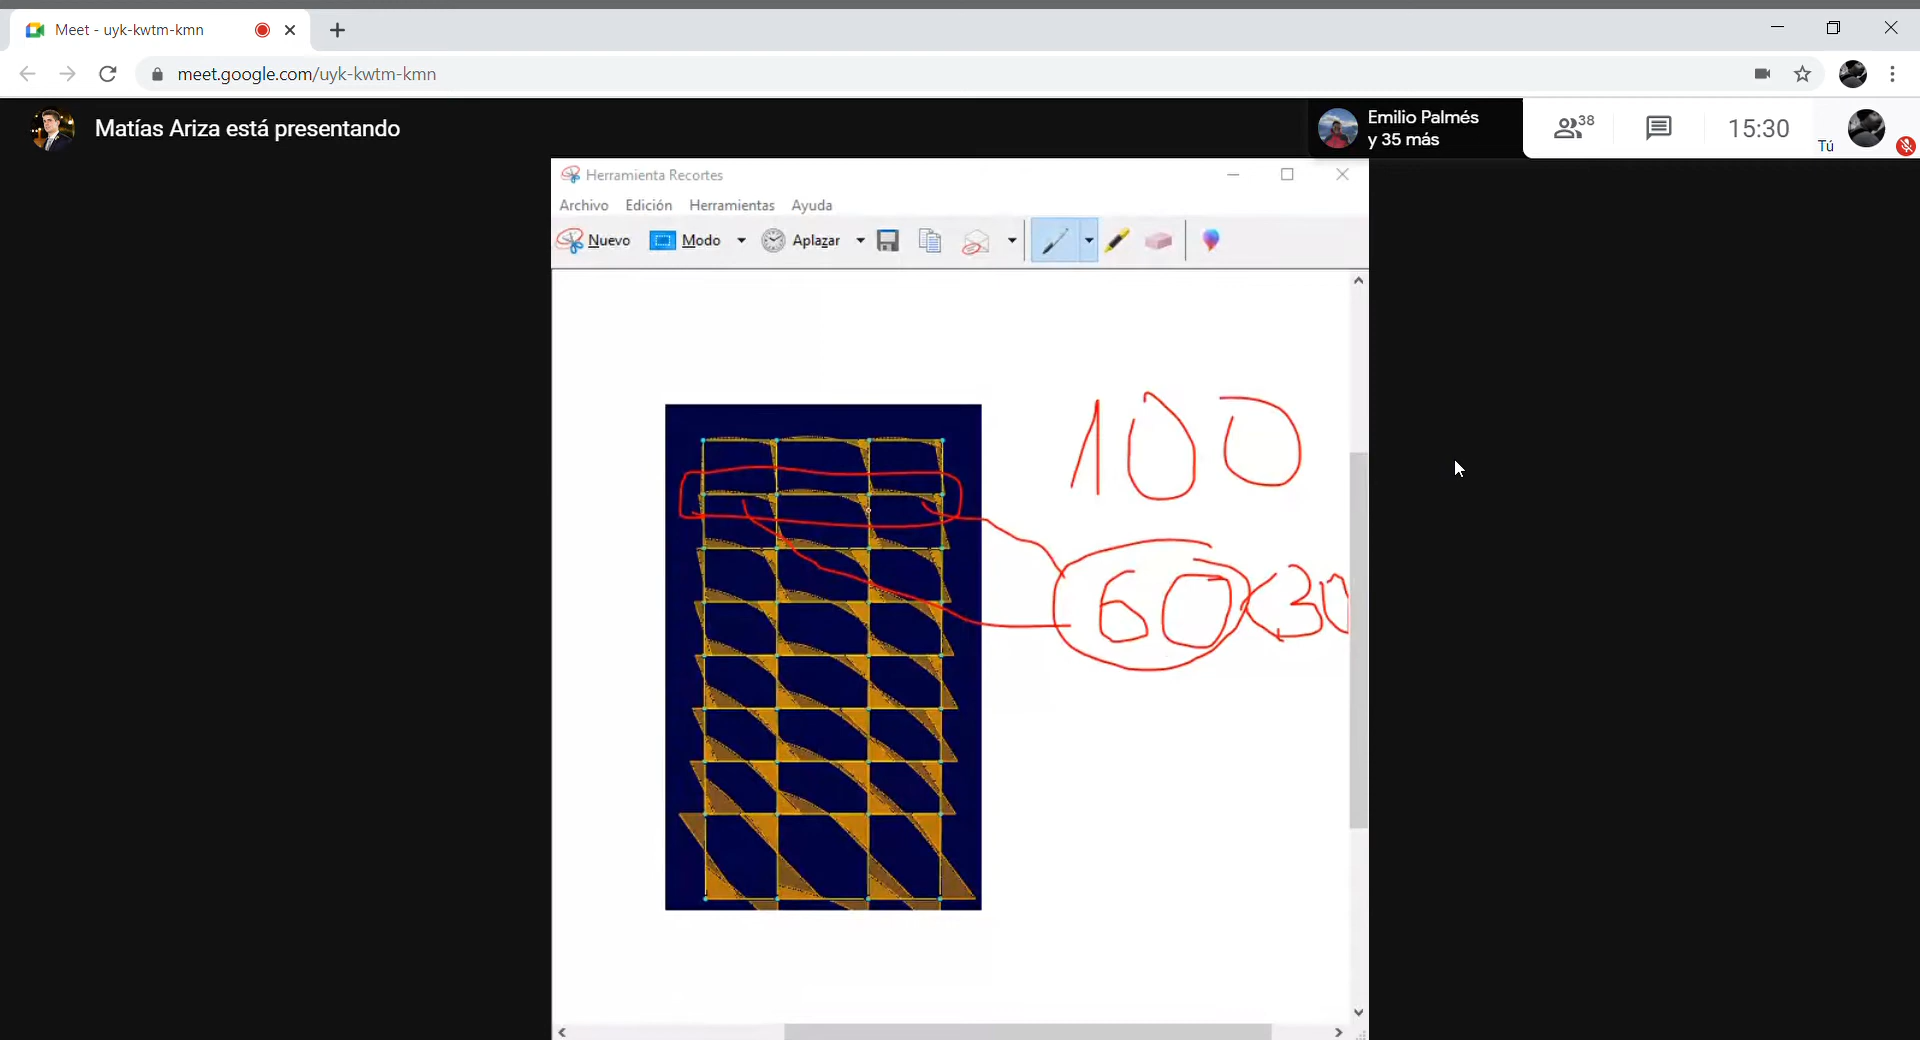 Meet - uyk-kwtm-kmn
meet.google.com/uyk-kwtm-kmn
Matías Ariza está presentando
Emilio Palmés
y 35 más
38
15:30
Tú
Herramienta Recortes
Archivo Edición Herramientas Ayuda
Nuevo Modo Aplazar
100
60x30